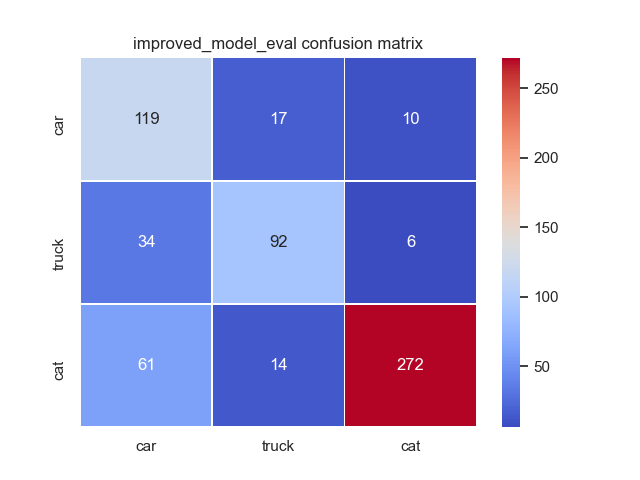 improved_model_eval confusion matrix
car
119
17
10
250
200
truck
34
92
6
150
100
cat
61
14
272
50
car
truck
cat